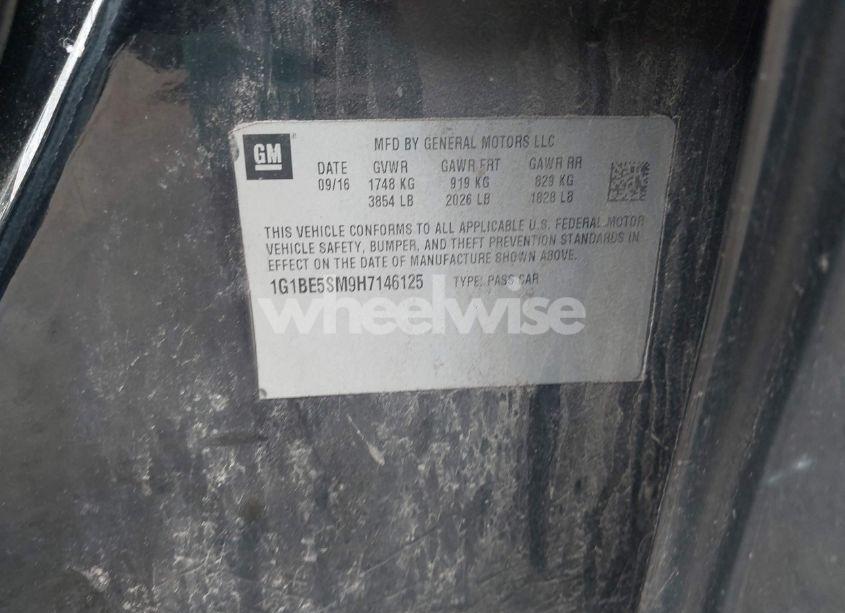 GM
MFD BY GENERAL MOTORS LLC
DATE GVWR GAWR FRT GAWR RR
09/16 1748 KG 919 KG 829 KG
3854 LB 2026 LB 1828 LB
THIS VEHICLE CONFORMS TO ALL APPLICABLE U.S. FEDERAL MOTOR
VEHICLE SAFETY, BUMPER, AND THEFT PREVENTION STANDARDS IN
EFFECT ON THE DATE OF MANUFACTURE SHOWN ABOVE.
1G1BE5SM9H7146125 TYPE: PASS CAR
wheelwise